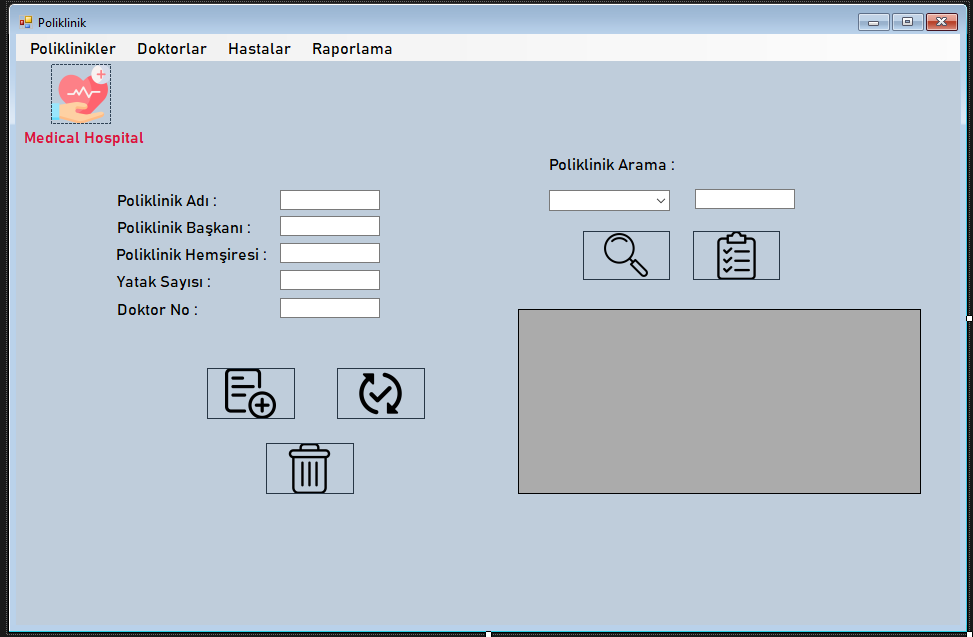 Poliklinik
Poliklinikler Doktorlar Hastalar Raporlama
Medical Hospital
Poliklinik Adı :
Poliklinik Başkanı :
Poliklinik Hemşiresi :
Yatak Sayısı :
Doktor No :
Poliklinik Arama :